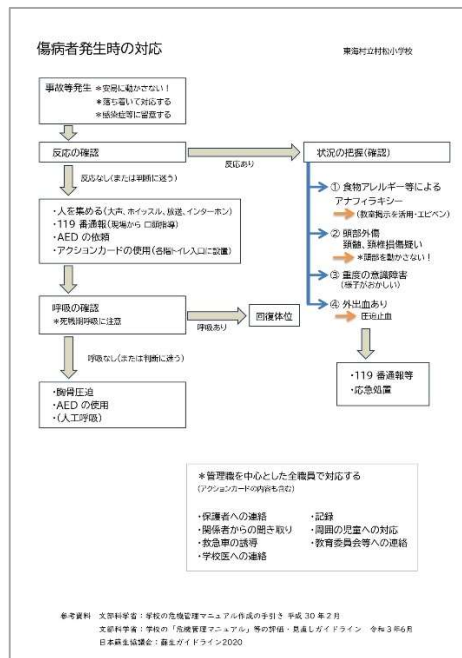 傷病者発生時の対応
東海村立村松小学校
事故等発生 *安易に動かさない!
*落ち着いて対応する
*感染症等に留意する
反応の確認
反応あり
状況の把握(確認)
反応なし(または判断に迷う)
・人を集める(大声、ホイッスル、放送、インターホン)
・119 番通報(現場から 口頭指導)
・AED の依頼
・アクションカードの使用(各階トイレ入口に設置)
① 食物アレルギー等による
アナフィラキシー
(教室掲示を活用・エピペン)
② 頭部外傷
頚髄、頚椎損傷疑い
*頭部を動かさない!
③ 重度の意識障害
(様子がおかしい)
④ 外出血あり
圧迫止血
呼吸の確認
*死戦期呼吸に注意
呼吸あり
回復体位
呼吸なし(または判断に迷う)
・胸骨圧迫
・AED の使用
・(人工呼吸)
・119 番通報等
・応急処置
*管理職を中心とした全職員で対応する
(アクションカードの内容も含む)
・保護者への連絡 ・記録
・関係者からの聞き取り ・周囲の児童への対応
・救急車の誘導 ・教育委員会等への連絡
・学校医への連絡
参考資料 文部科学省:学校の危機管理マニュアル作成の手引き 平成 30 年 2 月
文部科学省:学校の「危機管理マニュアル」等の評価・見直しガイドライン 令和 3 年 6 月
日本蘇生協議会:蘇生ガイドライン2020